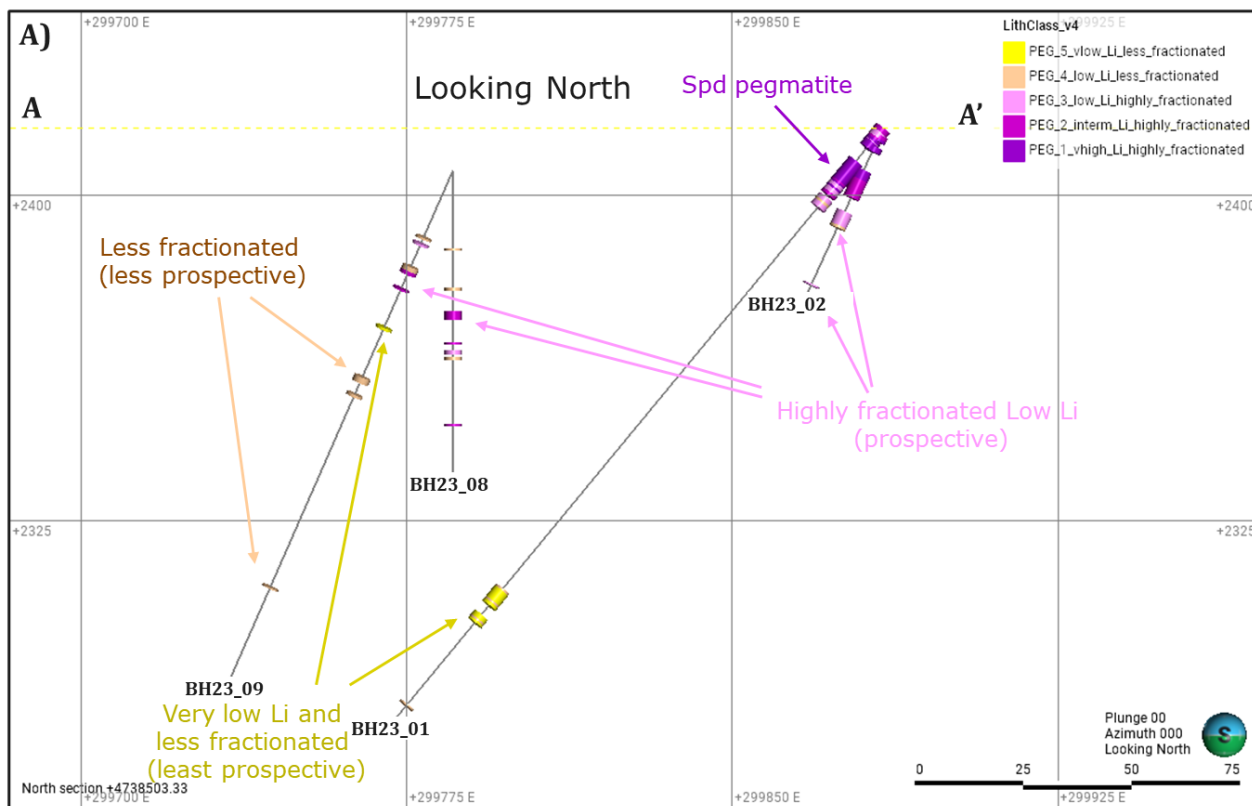 +299700 E
+299775 E
+299850 E
+299925 E
A)
LithClass_v4
PEG_5_vlow_Li_less_fractionated
PEG_4_low_Li_less_fractionated
PEG_3_low_Li_highly_fractionated
PEG_2_interm_Li_highly_fractionated
PEG_1_vhigh_Li_highly_fractionated
Looking North
Spd pegmatite
A
A'
+2400
+2400
Less fractionated
(less prospective)
BH23_02
Highly fractionated Low Li
(prospective)
BH23_08
+2325
+2325
BH23_09
BH23_01
Very low Li and
less fractionated
(least prospective)
Plunge 00
Azimuth 000
Looking North
S
0
25
50
75
North section +4738503.33
+299700 E
+299775 E
+299850 E
+299925 E